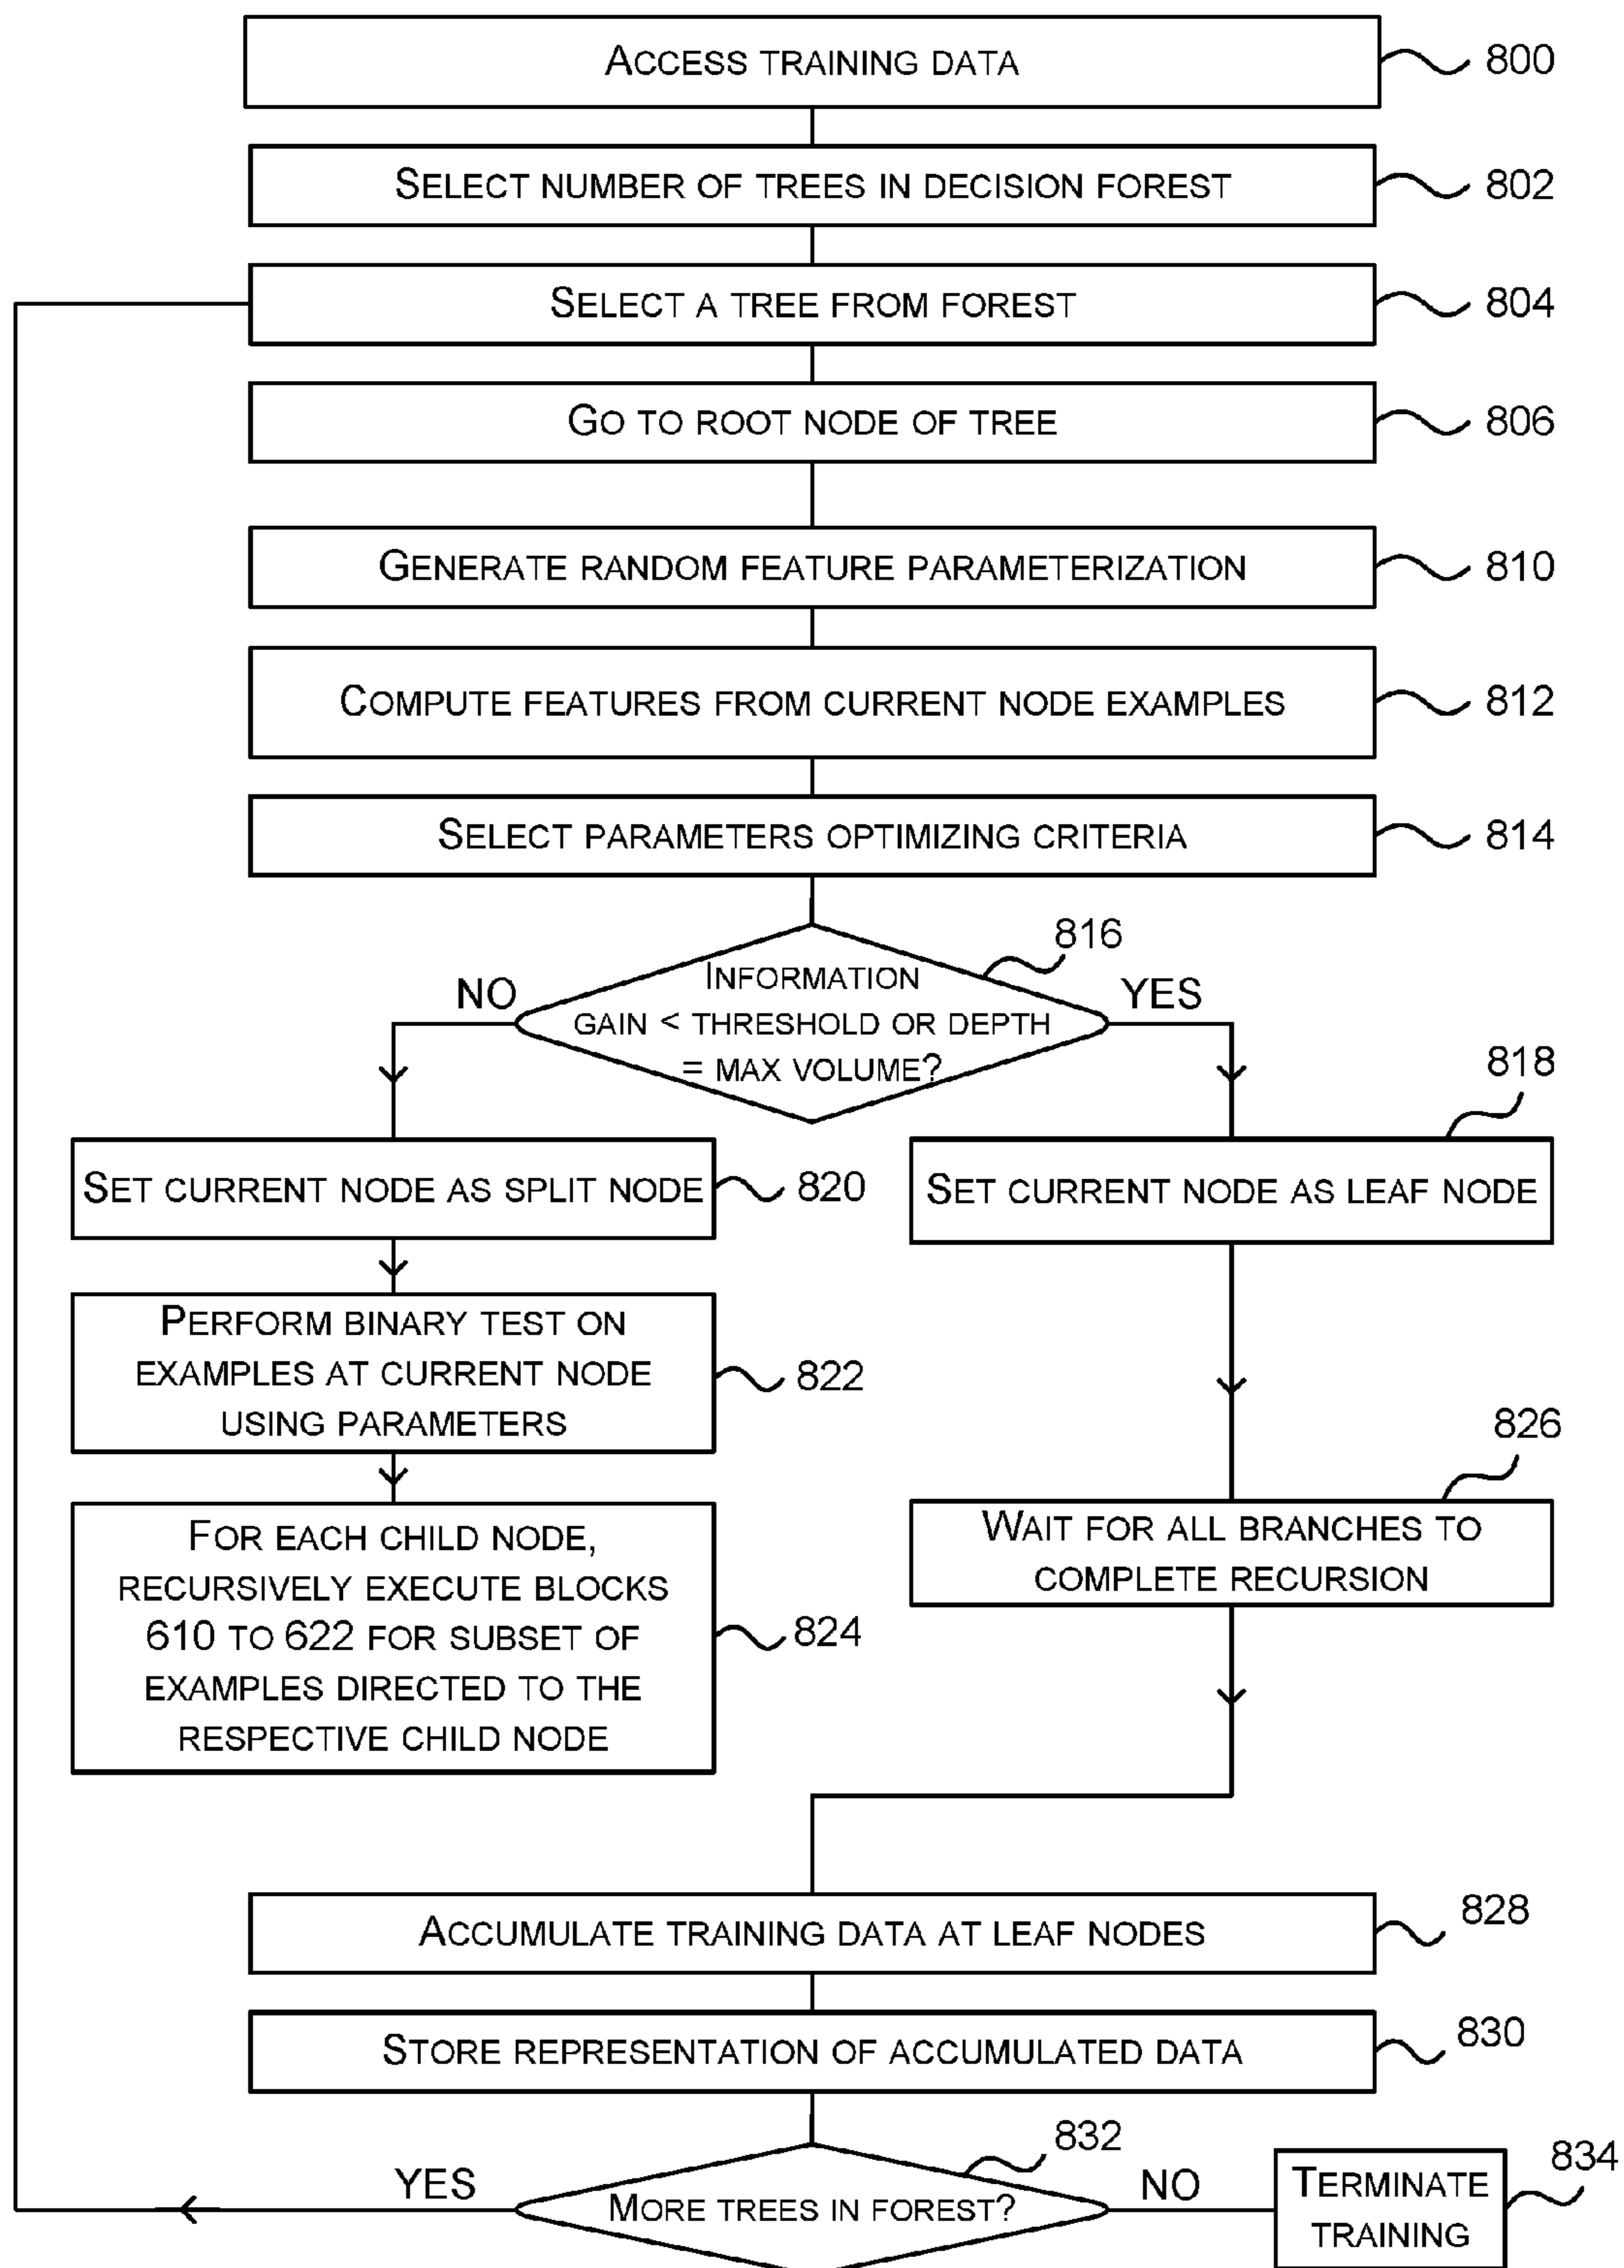 ACCESS TRAINING DATA
800
SELECT NUMBER OF TREES IN DECISION FOREST
802
SELECT A TREE FROM FOREST
804
GO TO ROOT NODE OF TREE
806
GENERATE RANDOM FEATURE PARAMETERIZATION
810
COMPUTE FEATURES FROM CURRENT NODE EXAMPLES
812
SELECT PARAMETERS OPTIMIZING CRITERIA
814
816
INFORMATION
GAIN < THRESHOLD OR DEPTH
= MAX VOLUME?
NO
YES
818
SET CURRENT NODE AS SPLIT NODE
820
SET CURRENT NODE AS LEAF NODE
PERFORM BINARY TEST ON
EXAMPLES AT CURRENT NODE
USING PARAMETERS
822
826
WAIT FOR ALL BRANCHES TO
COMPLETE RECURSION
FOR EACH CHILD NODE,
RECURSIVELY EXECUTE BLOCKS
610 TO 622 FOR SUBSET OF
EXAMPLES DIRECTED TO THE
RESPECTIVE CHILD NODE
824
ACCUMULATE TRAINING DATA AT LEAF NODES
828
STORE REPRESENTATION OF ACCUMULATED DATA
830
832
YES
MORE TREES IN FOREST?
NO
834
TERMINATE
TRAINING